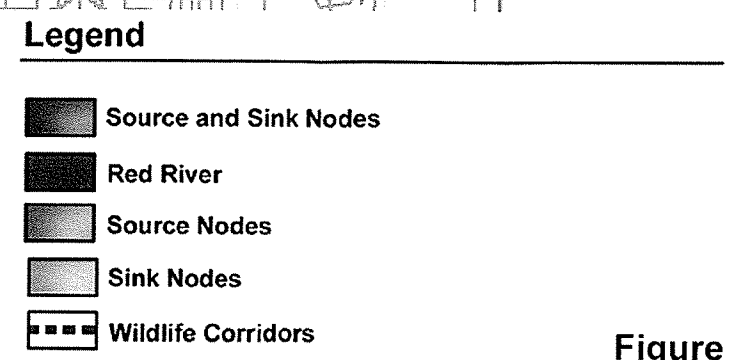 Legend
Source and Sink Nodes
Red River
Source Nodes
Sink Nodes
Wildlife Corridors
Figure